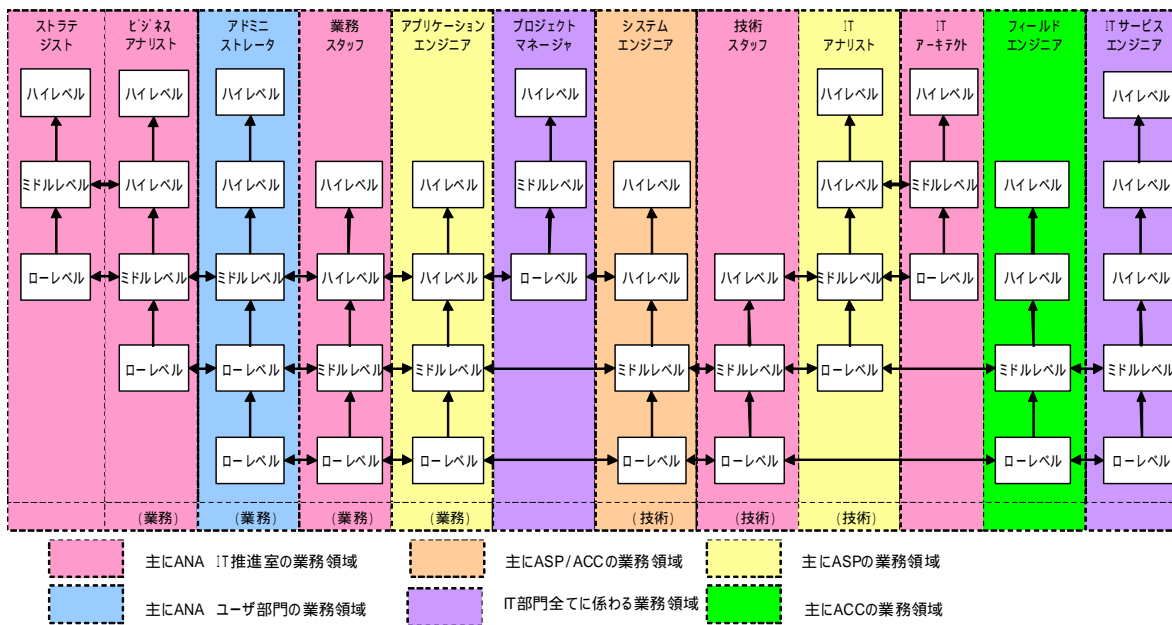 ストラテ
ジスト
ビジネス
アナリスト
アドミニ
ストレータ
業務
スタッフ
アプリケーション
エンジニア
プロジェクト
マネージャ
システム
エンジニア
技術
スタッフ
IT
アナリスト
IT
アーキテクト
フィールド
エンジニア
ITサービス
エンジニア
ハイレベル
ハイレベル
ハイレベル
ハイレベル
ハイレベル
ハイレベル
ハイレベル
ミドルレベル
ハイレベル
ハイレベル
ハイレベル
ハイレベル
ミドルレベル
ハイレベル
ハイレベル
ミドルレベル
ハイレベル
ハイレベル
ローレベル
ミドルレベル
ミドルレベル
ハイレベル
ハイレベル
ローレベル
ハイレベル
ハイレベル
ミドルレベル
ローレベル
ハイレベル
ハイレベル
ローレベル
ローレベル
ミドルレベル
ミドルレベル
ミドルレベル
ミドルレベル
ローレベル
ミドルレベル
ミドルレベル
ローレベル
ローレベル
ローレベル
ローレベル
ローレベル
ローレベル
ローレベル
(業務)
(業務)
(業務)
(業務)
(技術)
(技術)
(技術)
主にANA IT推進室の業務領域
主にASP/ACCの業務領域
主にASPの業務領域
主にANA ユーザ部門の業務領域
IT部門全てに係わる業務領域
主にACCの業務領域